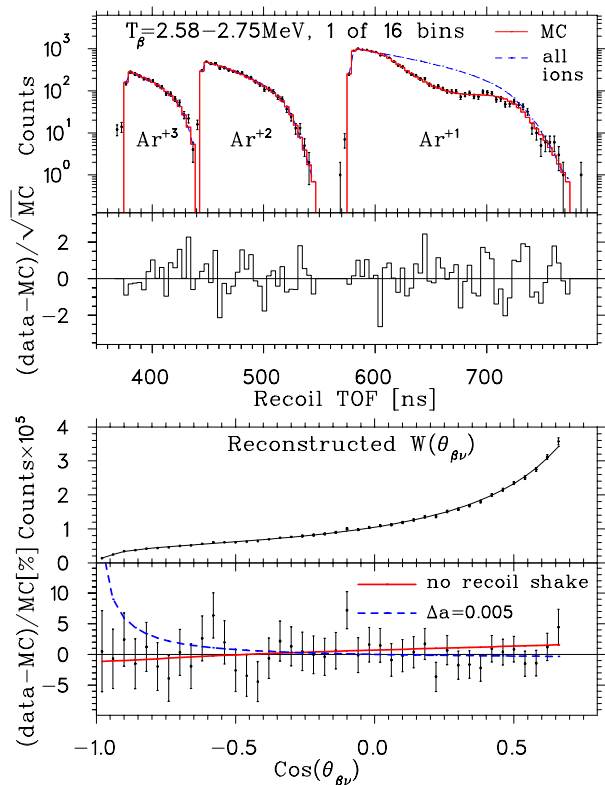 T_β=2.58−2.75MeV, 1 of 16 bins
MC
all
ions
10³
10²
10¹
10⁰
Counts
Ar⁺³
Ar⁺²
Ar⁺¹
2
0
−2
(data−MC)/√MC
400
500
600
700
Recoil TOF [ns]
Reconstructed W(θ_βν)
4
3
2
1
0
Counts×10⁵
no recoil shake
Δa=0.005
10
5
0
−5
(data−MC)/MC[%]
−1.0
−0.5
0.0
0.5
Cos(θ_βν)